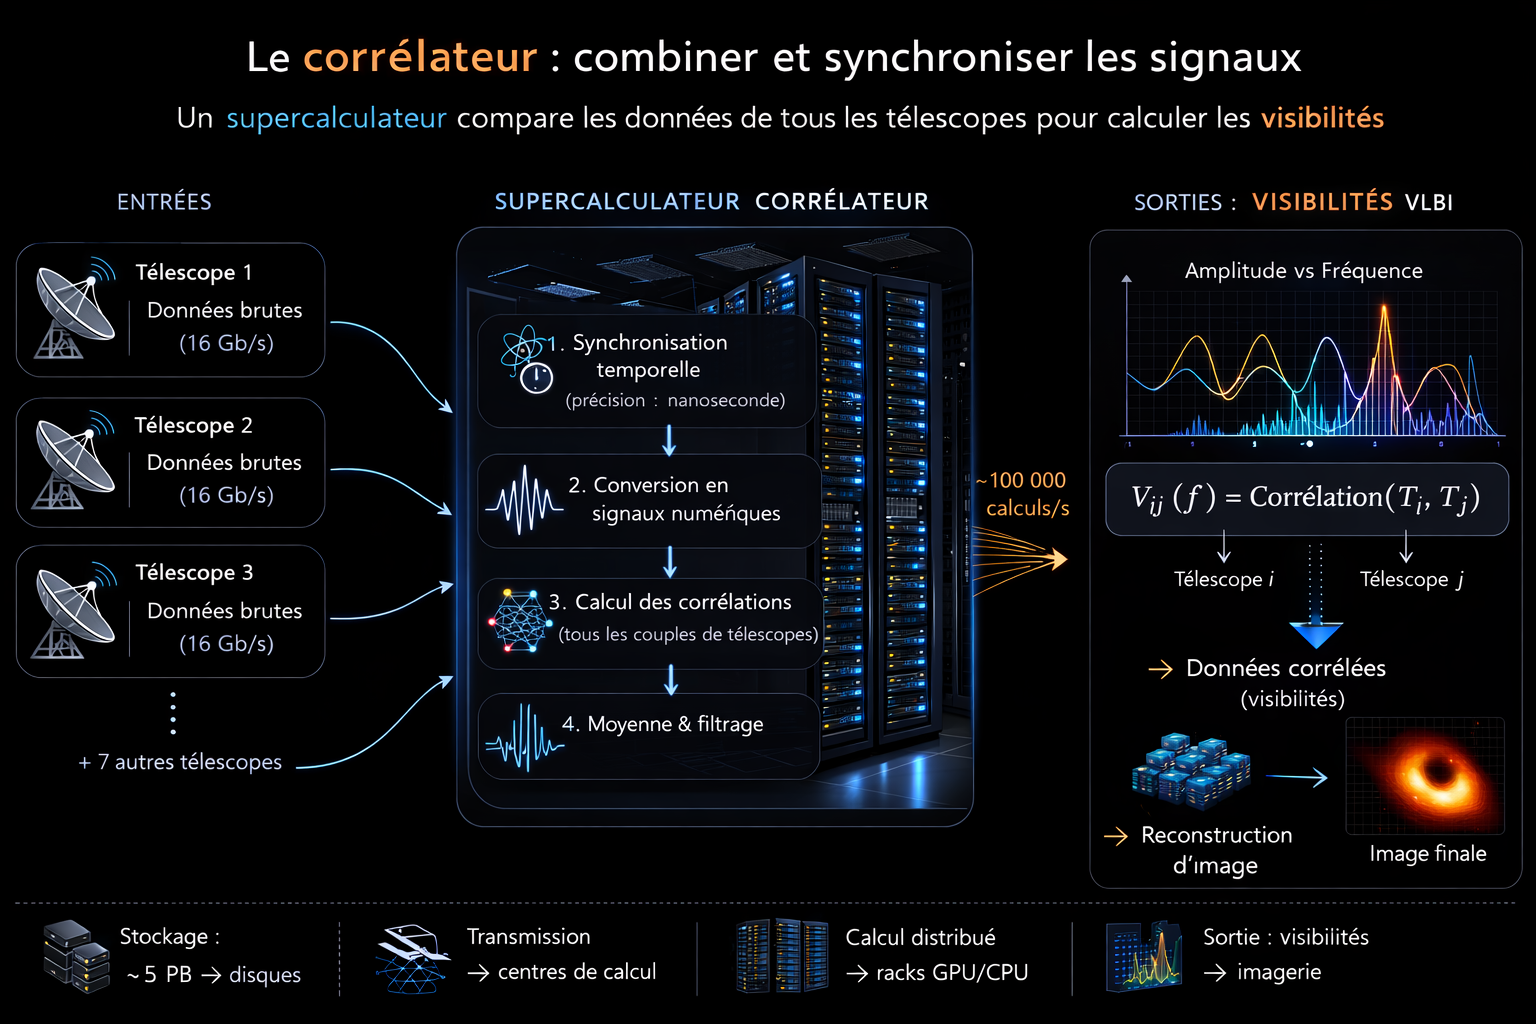 Le corrélateur : combiner et synchroniser les signaux
Un supercalculateur compare les données de tous les télescopes pour calculer les visibilités
ENTRÉES
Télescope 1
Données brutes
(16 Gb/s)
Télescope 2
Données brutes
(16 Gb/s)
Télescope 3
Données brutes
(16 Gb/s)
+ 7 autres télescopes
SUPERCALCULATEUR CORRÉLATEUR
1. Synchronisation
temporelle
(précision : nanoseconde)
2. Conversion en
signaux numéŕiques
3. Calcul des corrélations
(tous les couples de télescopes)
4. Moyenne & filtrage
~100 000
calculs/s
SORTIES : VISIBILITÉS VLBI
Amplitude vs Fréquence
V_ij (f) = Corrélation(T_i, T_j)
Télescope i
Télescope j
→ Données corrélées
(visibilités)
→ Reconstruction
d'ımage
Image finale
Stockage :
~ 5 PB → disques
Transmission
→ centres de calcul
Calcul distribué
→ racks GPU/CPU
Sortie : visibilités
→ imagerie